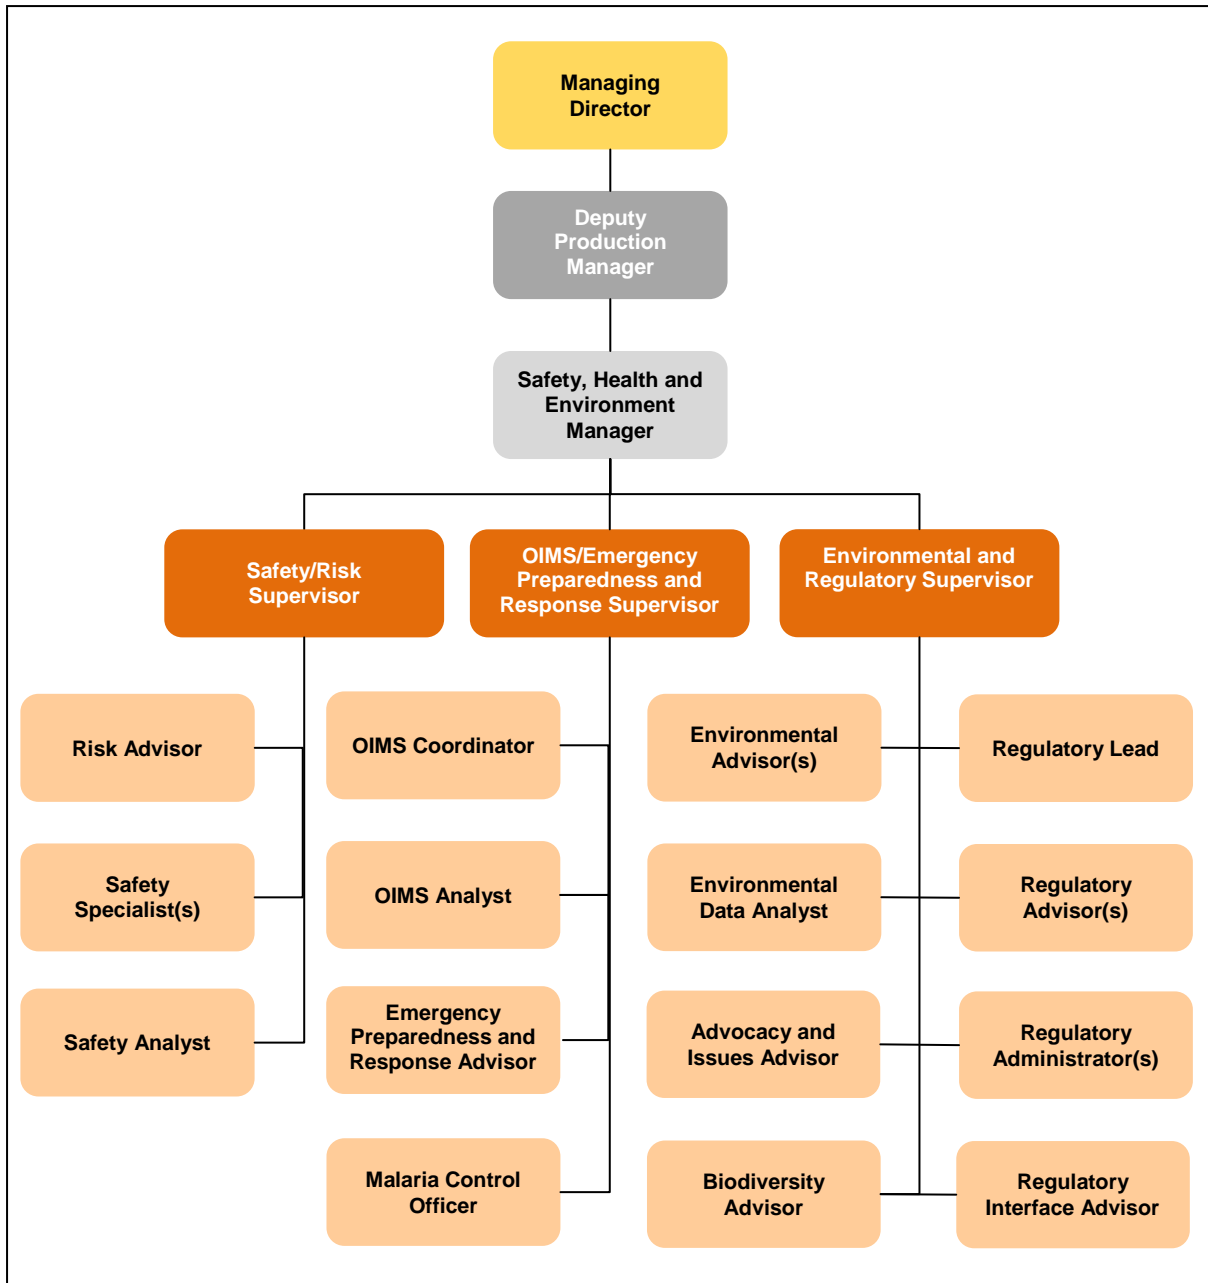 Managing
Director
Deputy
Production
Manager
Safety, Health and
Environment
Manager
Safety/Risk
Supervisor
OIMS/Emergency
Preparedness and
Response Supervisor
Environmental and
Regulatory Supervisor
Risk Advisor
OIMS Coordinator
Environmental
Advisor(s)
Regulatory Lead
Safety
Specialist(s)
OIMS Analyst
Environmental
Data Analyst
Regulatory
Advisor(s)
Safety Analyst
Emergency
Preparedness and
Response Advisor
Advocacy and
Issues Advisor
Regulatory
Administrator(s)
Malaria Control
Officer
Biodiversity
Advisor
Regulatory
Interface Advisor